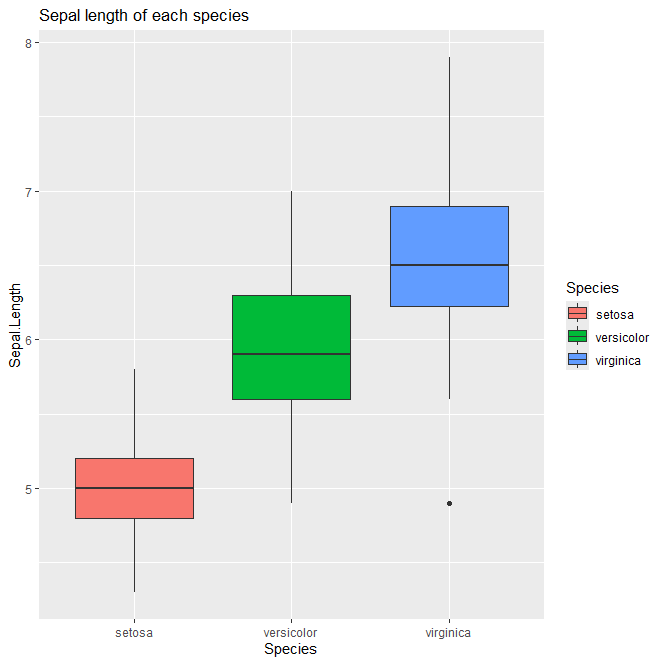 Sepal length of each species
8
7
6
5
Sepal.Length
setosa
versicolor
virginica
Species
Species
setosa
versicolor
virginica